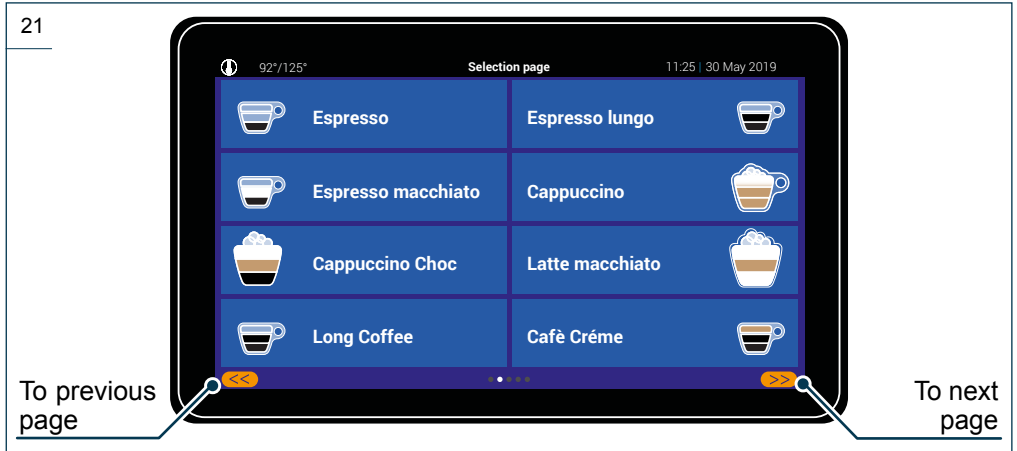 21
92°/125° Selection page 11:25 | 30 May 2019
Espresso Espresso lungo
Espresso macchiato Cappuccino
Cappuccino Choc Latte macchiato
Long Coffee Cafè Créme
<< >>
To previous
page
To next
page